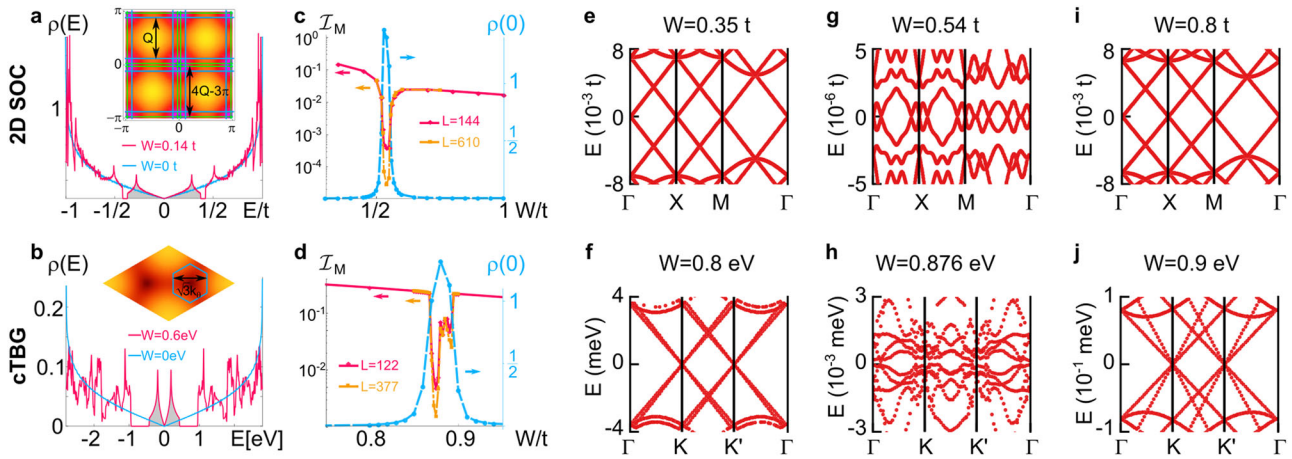 a
ρ(E)
2D SOC
1
π
0
-π
Q
4Q-3π
-π 0 π
W=0.14 t
W=0 t
-1 -1/2 0 1/2 E/t
b
ρ(E)
cTBG
0.2
0.1
0
√3kθ
W=0.6eV
W=0eV
-2 -1 0 1 E[eV]
c
ℐM
ρ(0)
10⁰
10⁻¹
10⁻²
10⁻³
10⁻⁴
1
1/2
L=144
L=610
1/2 1 W/t
d
ℐM
ρ(0)
10⁻¹
10⁻²
1
1/2
L=122
L=377
0.8 0.9 W/t
e
W=0.35 t
E (10⁻³ t)
8
0
-8
Γ X M Γ
f
W=0.8 eV
E (meV)
4
0
-4
Γ K K' Γ
g
W=0.54 t
E (10⁻⁶ t)
5
0
-5
Γ X M Γ
h
W=0.876 eV
E (10⁻³ meV)
3
0
-3
Γ K K' Γ
i
W=0.8 t
E (10⁻³ t)
8
0
-8
Γ X M Γ
j
W=0.9 eV
E (10⁻¹ meV)
1
0
-1
Γ K K' Γ